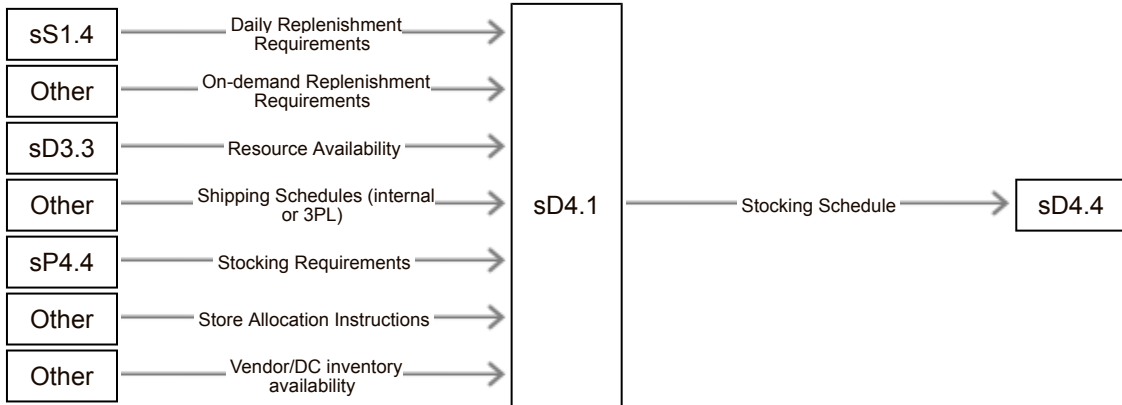 sS1.4
Daily Replenishment
Requirements
Other
On-demand Replenishment
Requirements
sD3.3
Resource Availability
Other
Shipping Schedules (internal
or 3PL)
sP4.4
Stocking Requirements
Other
Store Allocation Instructions
Other
Vendor/DC inventory
availability
sD4.1
Stocking Schedule
sD4.4